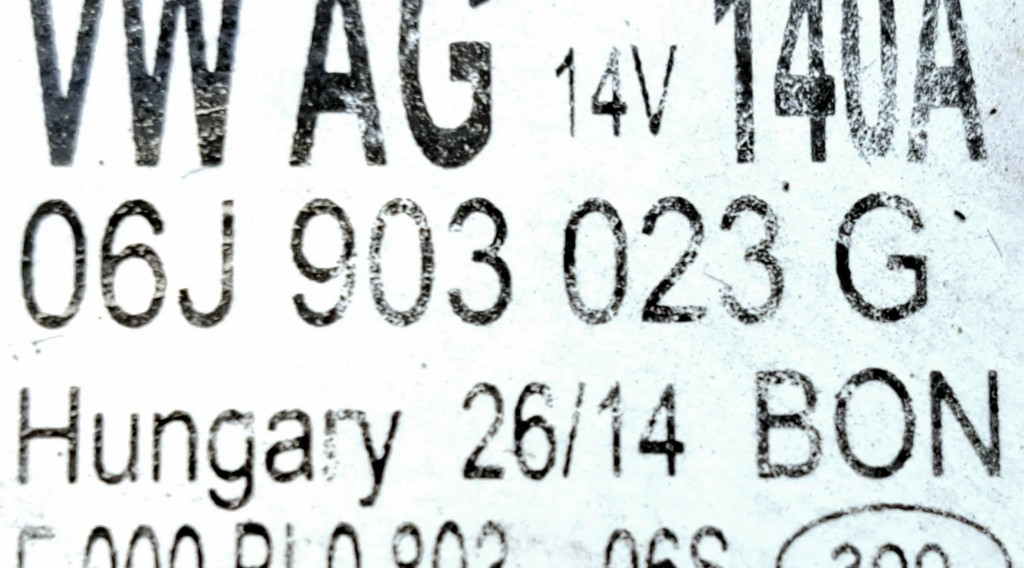 VW AG 14V 140A
06J 903 023 G
Hungary 26/14 BON